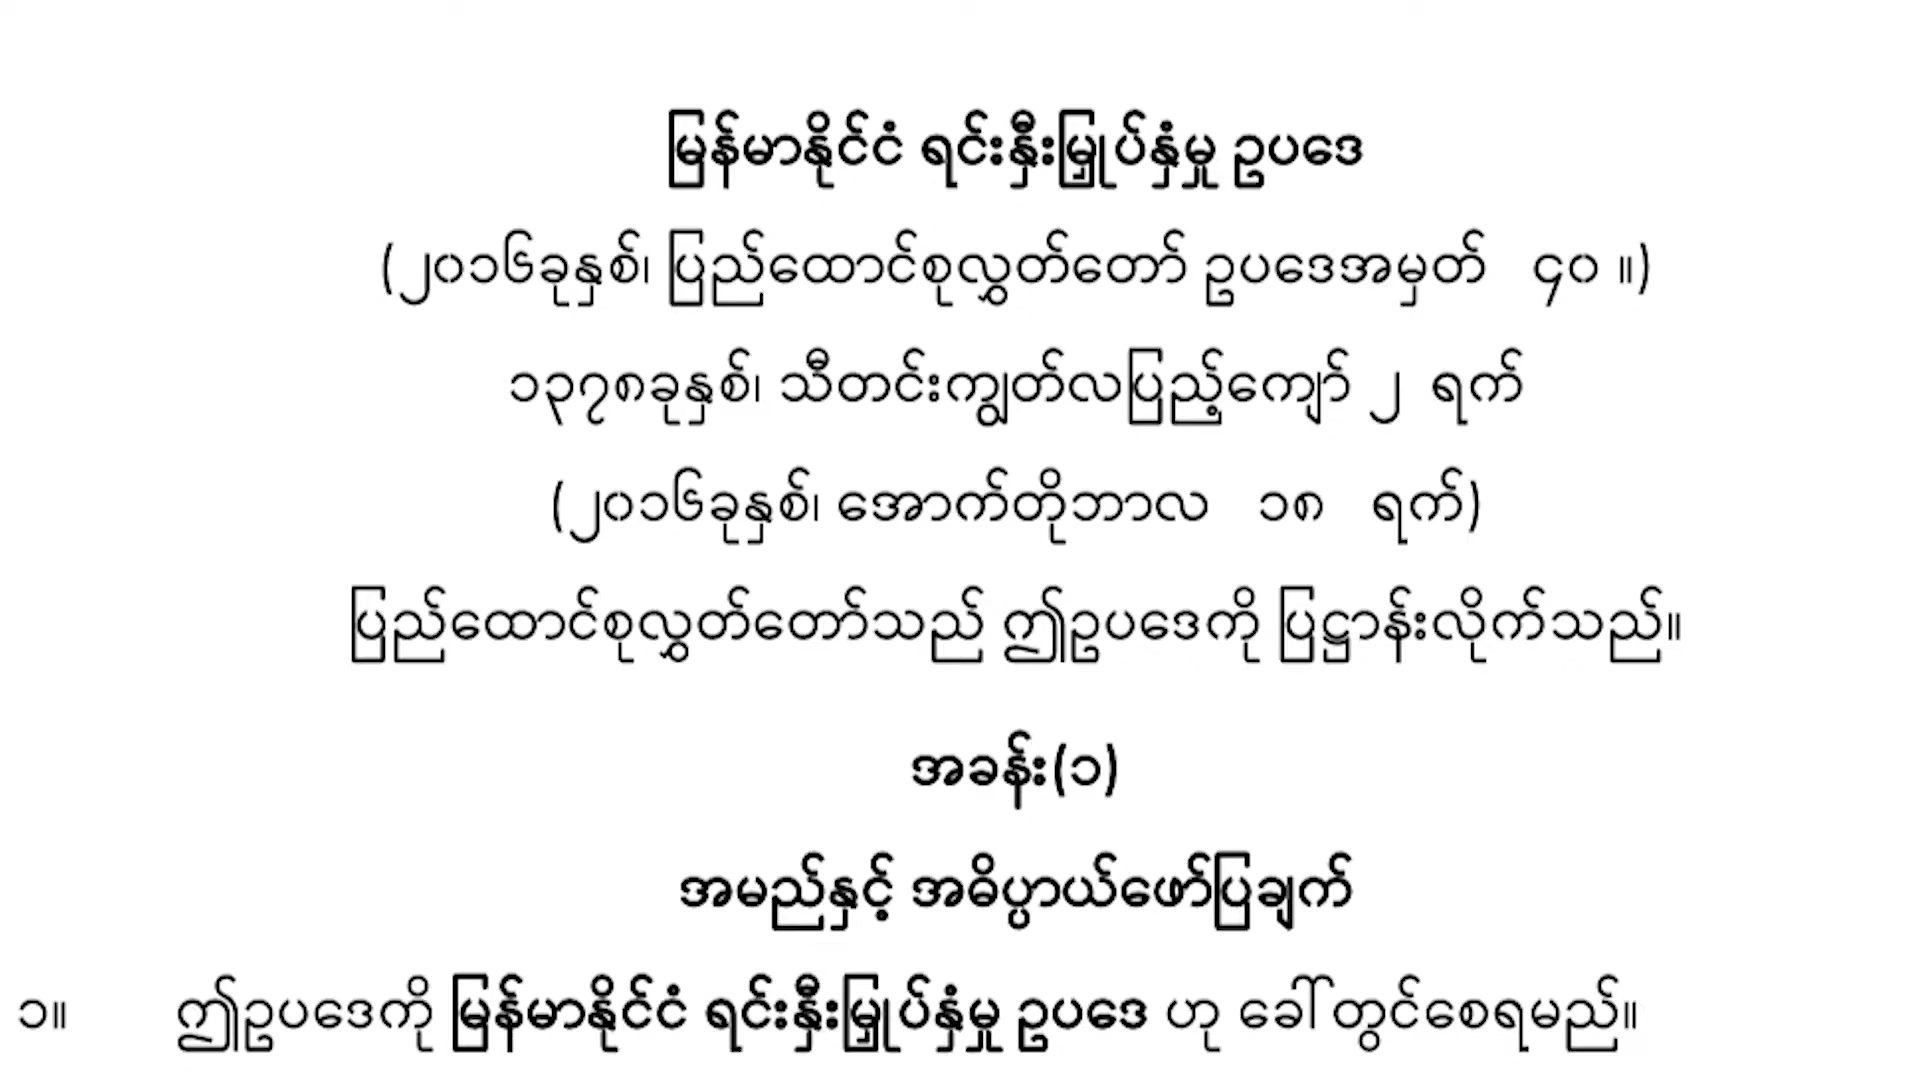 မြန်မာနိုင်ငံ ရင်းနှီးမြှုပ်နှံမှု ဥပဒေ
(၂၀၁၆ခုနှစ်၊ ပြည်ထောင်စုလွှတ်တော် ဥပဒေအမှတ် ၄၀ ။)
၁၃၇၈ခုနှစ်၊ သီတင်းကျွတ်လပြည့်ကျော် ၂ ရက်
(၂၀၁၆ခုနှစ်၊ အောက်တိုဘာလ ၁၈ ရက်)
ပြည်ထောင်စုလွှတ်တော်သည် ဤဥပဒေကို ပြဋ္ဌာန်းလိုက်သည်။
အခန်း(၁)
အမည်နှင့် အဓိပ္ပာယ်ဖော်ပြချက်
၁။ ဤဥပဒေကို မြန်မာနိုင်ငံ ရင်းနှီးမြှုပ်နှံမှု ဥပဒေ ဟု ခေါ်တွင်စေရမည်။